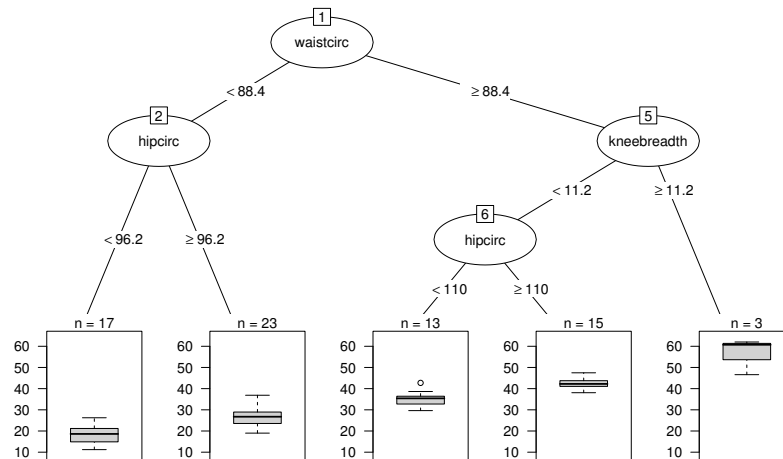 1
waistcirc
< 88.4 ≥ 88.4
2 5
hipcirc kneebreadth
< 11.2 ≥ 11.2
6
hipcirc
< 96.2 ≥ 96.2
< 110 ≥ 110
n = 17 n = 23 n = 13 n = 15 n = 3
60 60 60 60 60
50 50 50 50 50
40 40 40 40 40
30 30 30 30 30
20 20 20 20 20
10 10 10 10 10